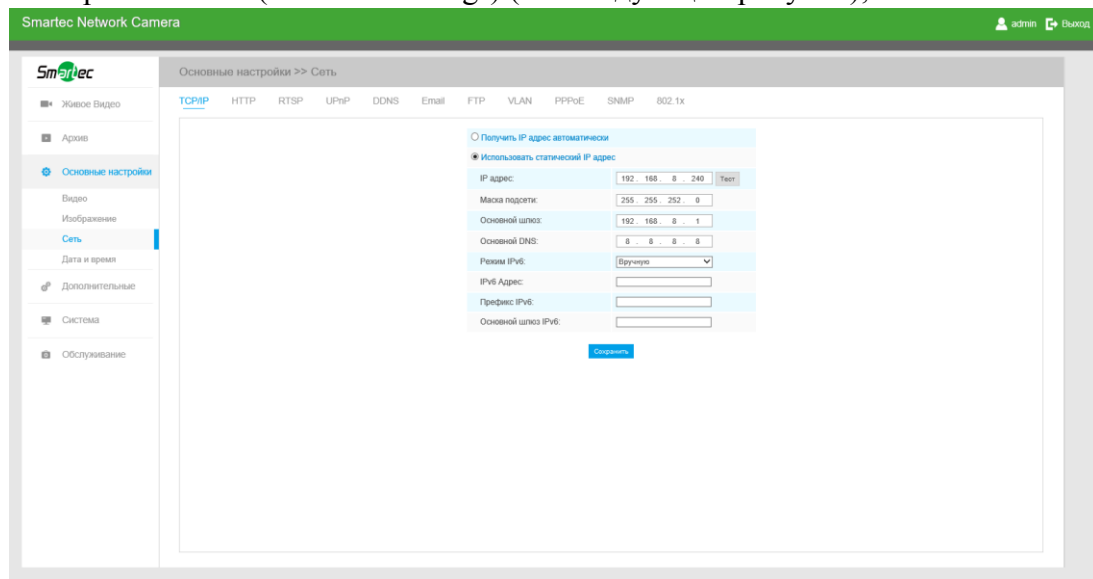 Smartec Network Camera
admin Выход
Smartec
Основные настройки >> Сеть
Живое Видео
Архив
Основные настройки
Видео
Изображение
Сеть
Дата и время
Дополнительные
Система
Обслуживание
TCP/IP HTTP RTSP UPnP DDNS Email FTP VLAN PPPoE SNMP 802.1x
Получить IP адрес автоматически
Использовать статический IP адрес
IP адрес: 192 . 168 . 8 . 240 Тест
Маска подсети: 255 . 255 . 252 . 0
Основной шлюз: 192 . 168 . 8 . 1
Основной DNS: 8 . 8 . 8 . 8
Режим IPv6: Вручную
IPv6 Адрес:
Префикс IPv6:
Основной шлюз IPv6:
Сохранить